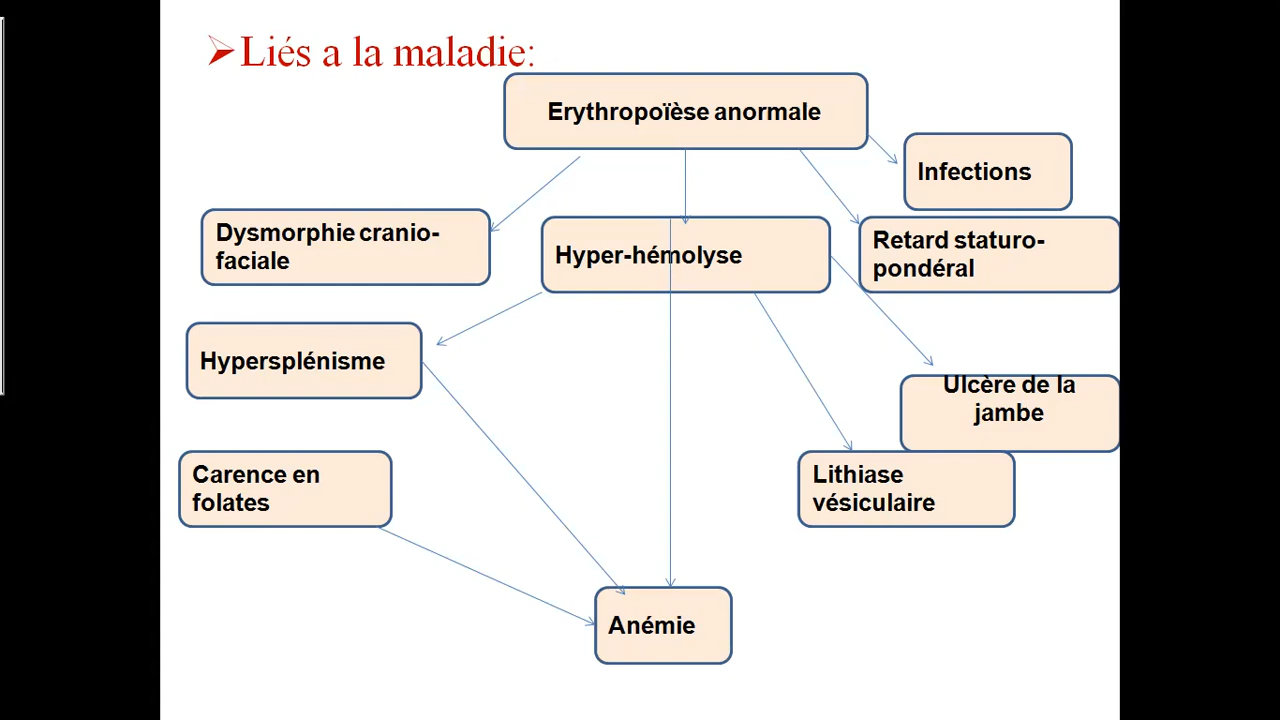 Liés a la maladie:
Erythropoïèse anormale
Infections
Dysmorphie cranio-
faciale
Hyper-hémolyse
Retard staturo-
pondéral
Hypersplénisme
Ulcère de la
jambe
Carence en
folates
Lithiase
vésiculaire
Anémie